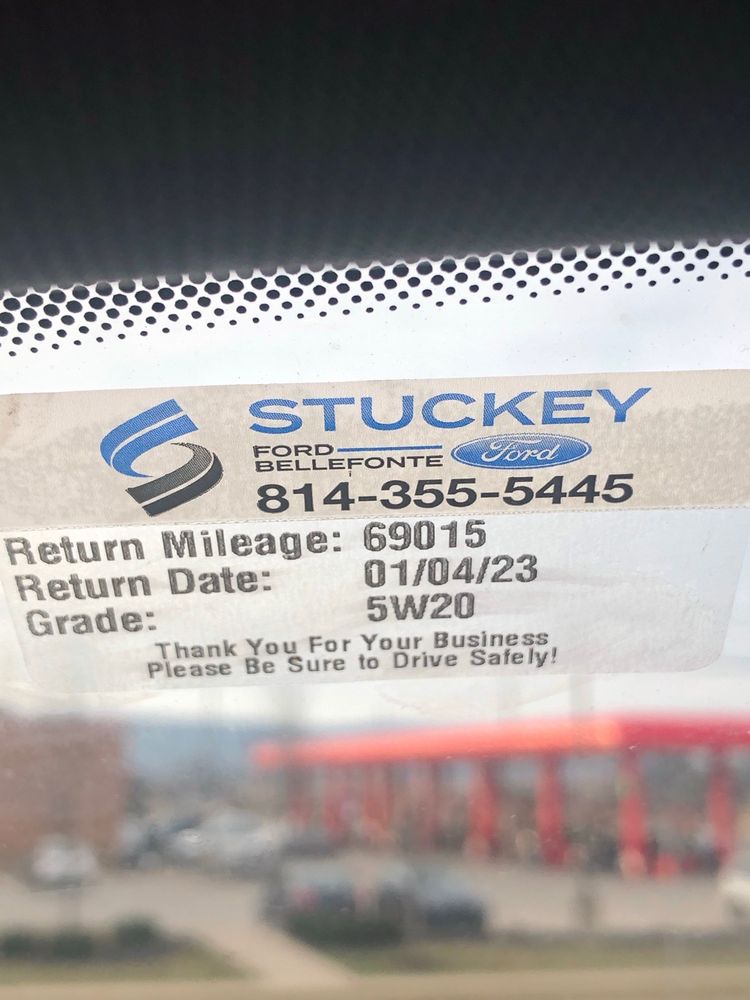 STUCKEY
FORD
BELLEFONTE
Ford
814-355-5445
Return Mileage: 69015
Return Date: 01/04/23
Grade: 5W20
Thank You For Your Business
Please Be Sure to Drive Safely!